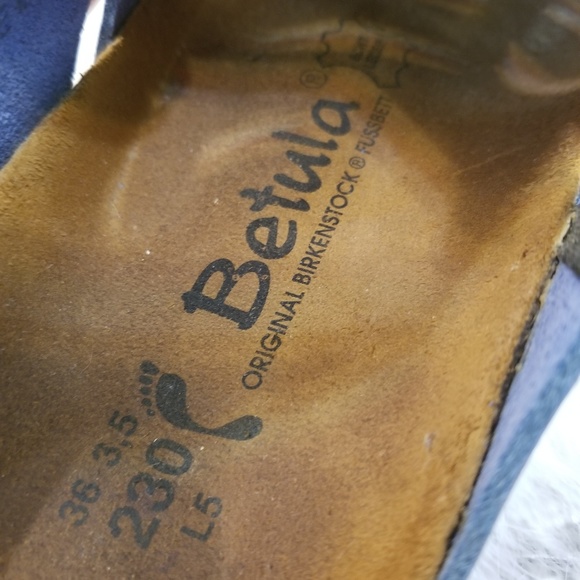 Betula®
ORIGINAL BIRKENSTOCK® FUSSBETT
36 3,5
230
L5